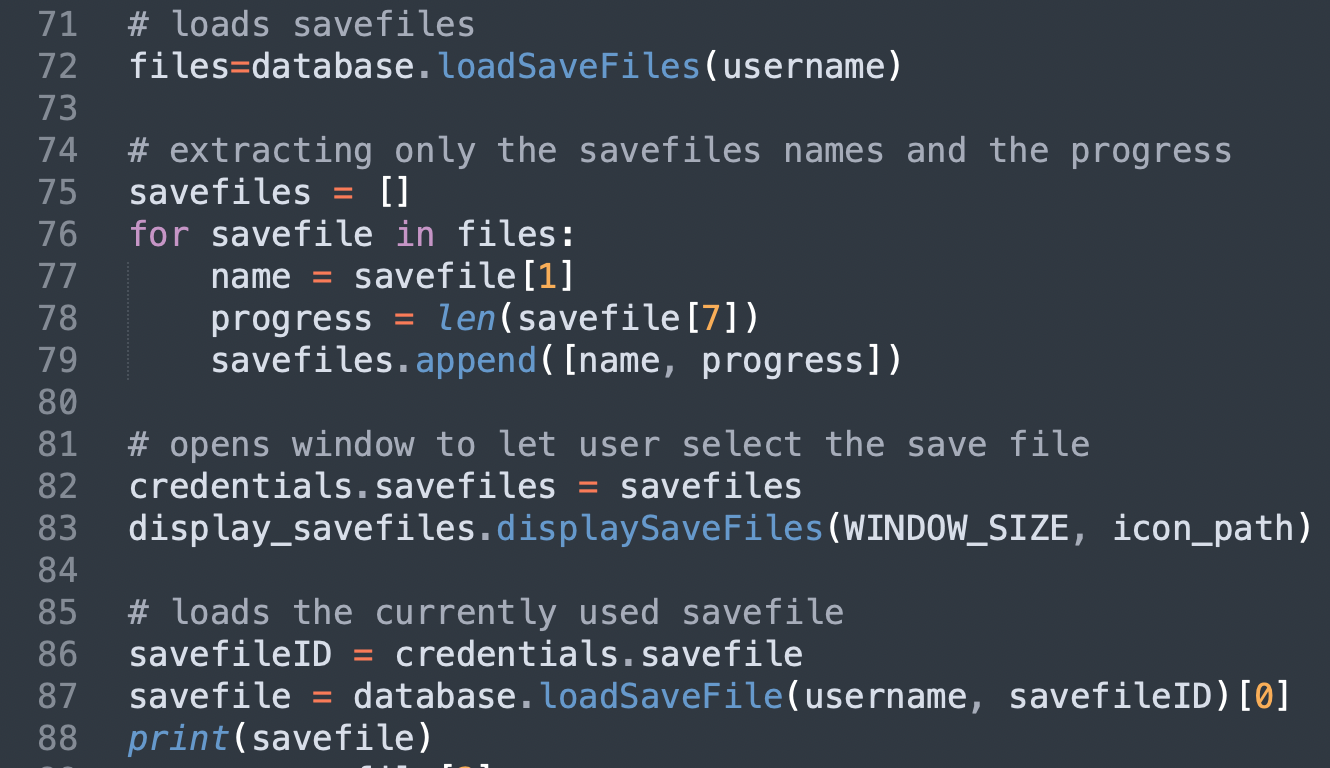 71 # loads savefiles
72 files=database.loadSaveFiles(username)
73
74 # extracting only the savefiles names and the progress
75 savefiles = []
76 for savefile in files:
77     name = savefile[1]
78     progress = len(savefile[7])
79     savefiles.append([name, progress])
80
81 # opens window to let user select the save file
82 credentials.savefiles = savefiles
83 display_savefiles.displaySaveFiles(WINDOW_SIZE, icon_path)
84
85 # loads the currently used savefile
86 savefileID = credentials.savefile
87 savefile = database.loadSaveFile(username, savefileID)[0]
88 print(savefile)